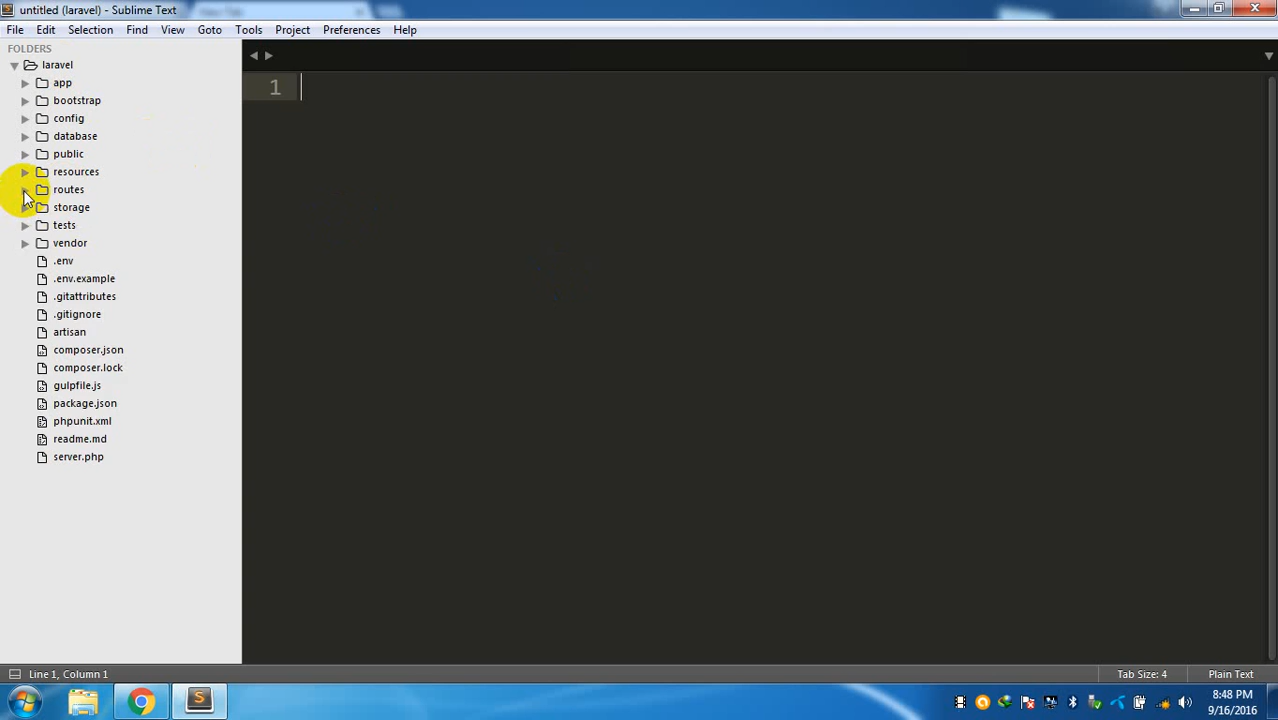 untitled (laravel) - Sublime Text
New Tab
File Edit Selection Find View Goto Tools Project Preferences Help
FOLDERS
laravel
app
bootstrap
config
database
public
resources
routes
storage
tests
vendor
.env
.env.example
.gitattributes
.gitignore
artisan
composer.json
composer.lock
gulpfile.js
package.json
phpunit.xml
readme.md
server.php
1
Line 1, Column 1
Tab Size: 4
Plain Text
8:48 PM
9/16/2016